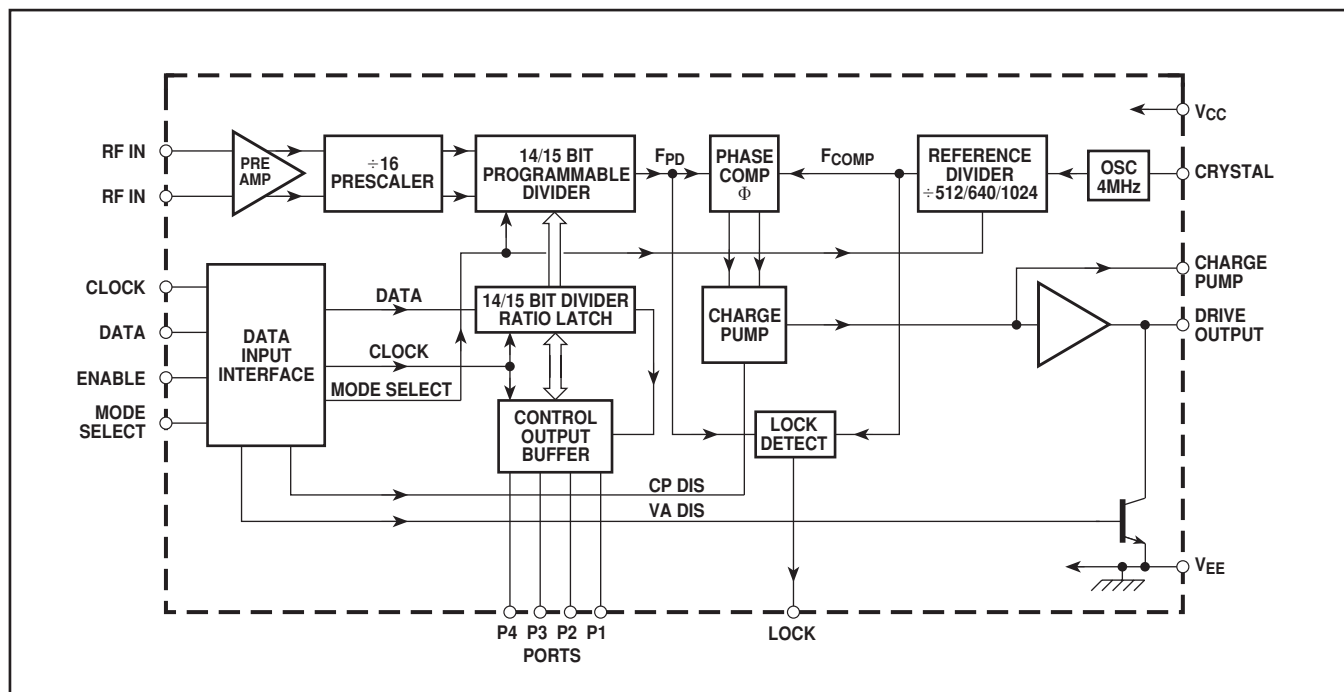 VCC
RF IN
PRE
AMP
÷16
PRESCALER
14/15 BIT
PROGRAMMABLE
DIVIDER
FPD
PHASE
COMP
Φ
FCOMP
REFERENCE
DIVIDER
÷512/640/1024
OSC
4MHz
CRYSTAL
RF IN
CLOCK
DATA
ENABLE
MODE
SELECT
DATA
INPUT
INTERFACE
DATA
CLOCK
MODE SELECT
14/15 BIT DIVIDER
RATIO LATCH
CONTROL
OUTPUT
BUFFER
CHARGE
PUMP
LOCK
DETECT
CHARGE
PUMP
DRIVE
OUTPUT
CP DIS
VA DIS
VEE
P4 P3 P2 P1
PORTS
LOCK